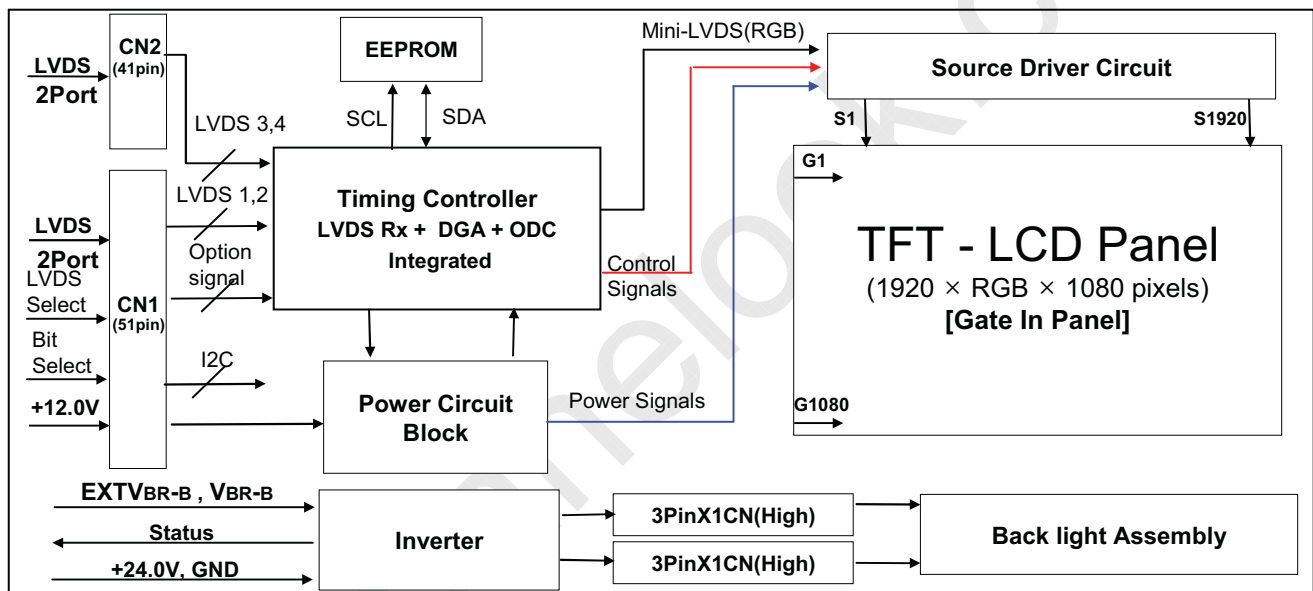 CN2
(41pin)
LVDS
2Port
EEPROM
SCL
SDA
LVDS 3,4
Mini-LVDS(RGB)
Source Driver Circuit
S1
S1920
CN1
(51pin)
LVDS
2Port
LVDS
Select
Bit
Select
+12.0V
LVDS 1,2
Option
signal
I2C
Timing Controller
LVDS Rx + DGA + ODC
Integrated
Control
Signals
Power Circuit
Block
Power Signals
G1
TFT - LCD Panel
(1920 × RGB × 1080 pixels)
[Gate In Panel]
G1080
EXTVBR-B , VBR-B
Status
+24.0V, GND
Inverter
3PinX1CN(High)
3PinX1CN(High)
Back light Assembly